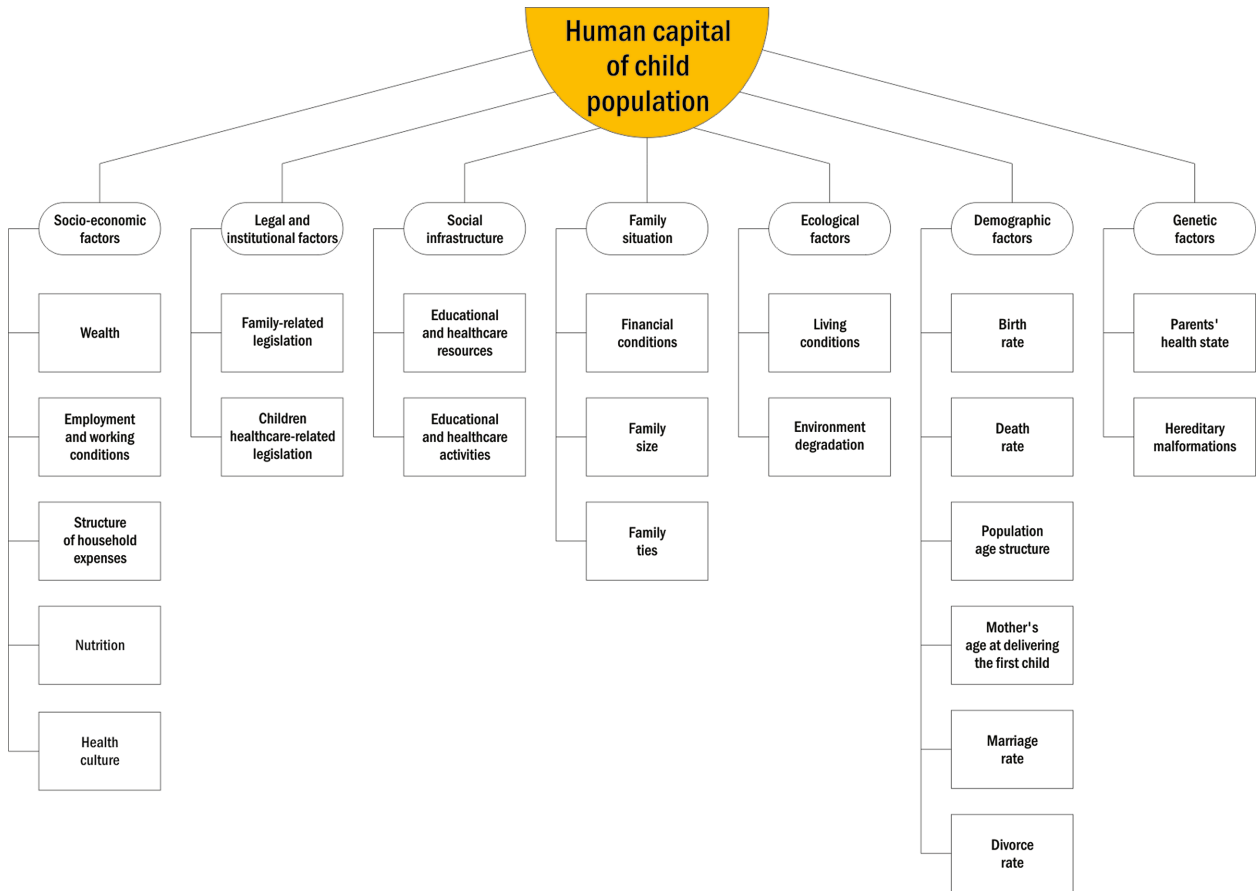 Human capital
of child
population
Socio-economic
factors
Wealth
Employment
and working
conditions
Structure
of household
expenses
Nutrition
Health
culture
Legal and
institutional factors
Family-related
legislation
Children
healthcare-related
legislation
Social
infrastructure
Educational
and healthcare
resources
Educational
and healthcare
activities
Family
situation
Financial
conditions
Family
size
Family
ties
Ecological
factors
Living
conditions
Environment
degradation
Demographic
factors
Birth
rate
Death
rate
Population
age structure
Mother's
age at delivering
the first child
Marriage
rate
Divorce
rate
Genetic
factors
Parents'
health state
Hereditary
malformations